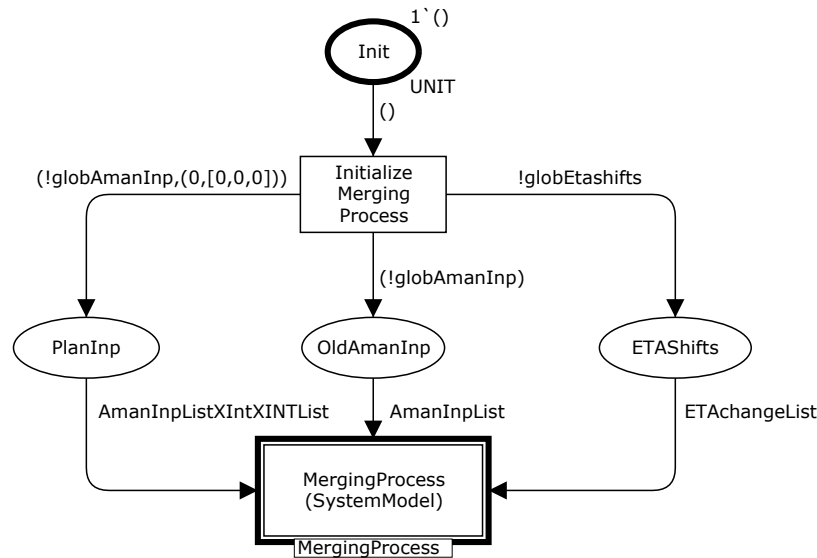 1`()
Init
UNIT
()
(!globAmanInp,(0,[0,0,0]))
Initialize
Merging
Process
!globEtashifts
(!globAmanInp)
PlanInp
OldAmanInp
ETAShifts
AmanInpListXIntXINTList
AmanInpList
ETAchangeList
MergingProcess
(SystemModel)
MergingProcess